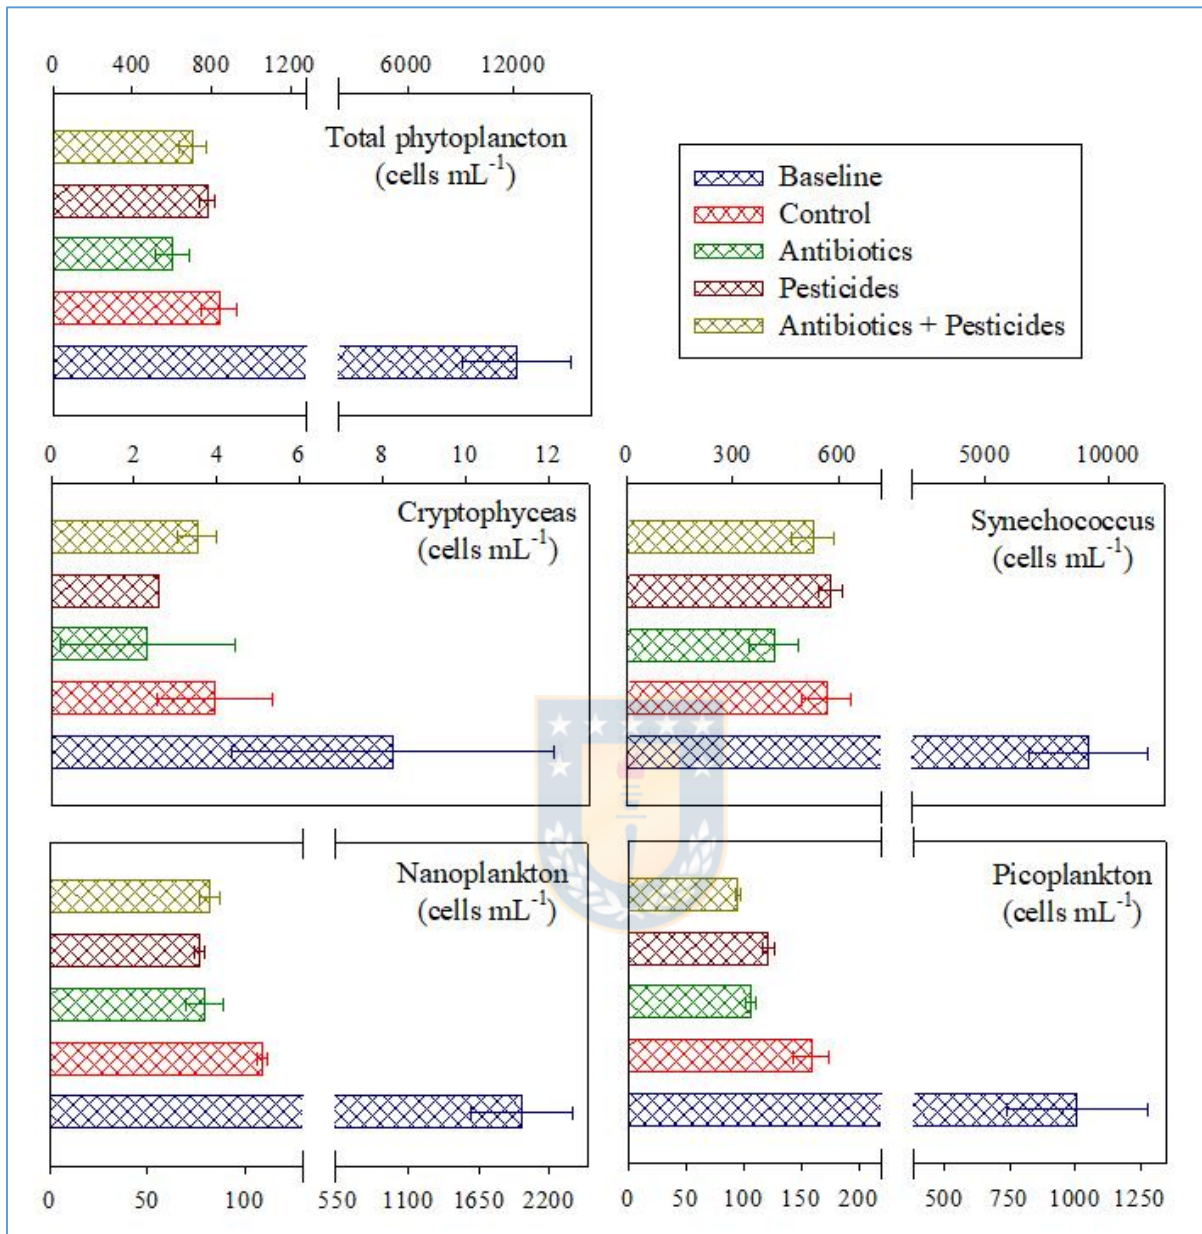 0 400 800 1200 6000 12000
Total phytoplancton
(cells mL⁻¹)
Baseline
Control
Antibiotics
Pesticides
Antibiotics + Pesticides
0 2 4 6 8 10 12
Cryptophyceas
(cells mL⁻¹)
0 300 600 5000 10000
Synechococcus
(cells mL⁻¹)
Nanoplankton
(cells mL⁻¹)
0 50 100 550 1100 1650 2200
Picoplankton
(cells mL⁻¹)
0 50 100 150 200 500 750 1000 1250